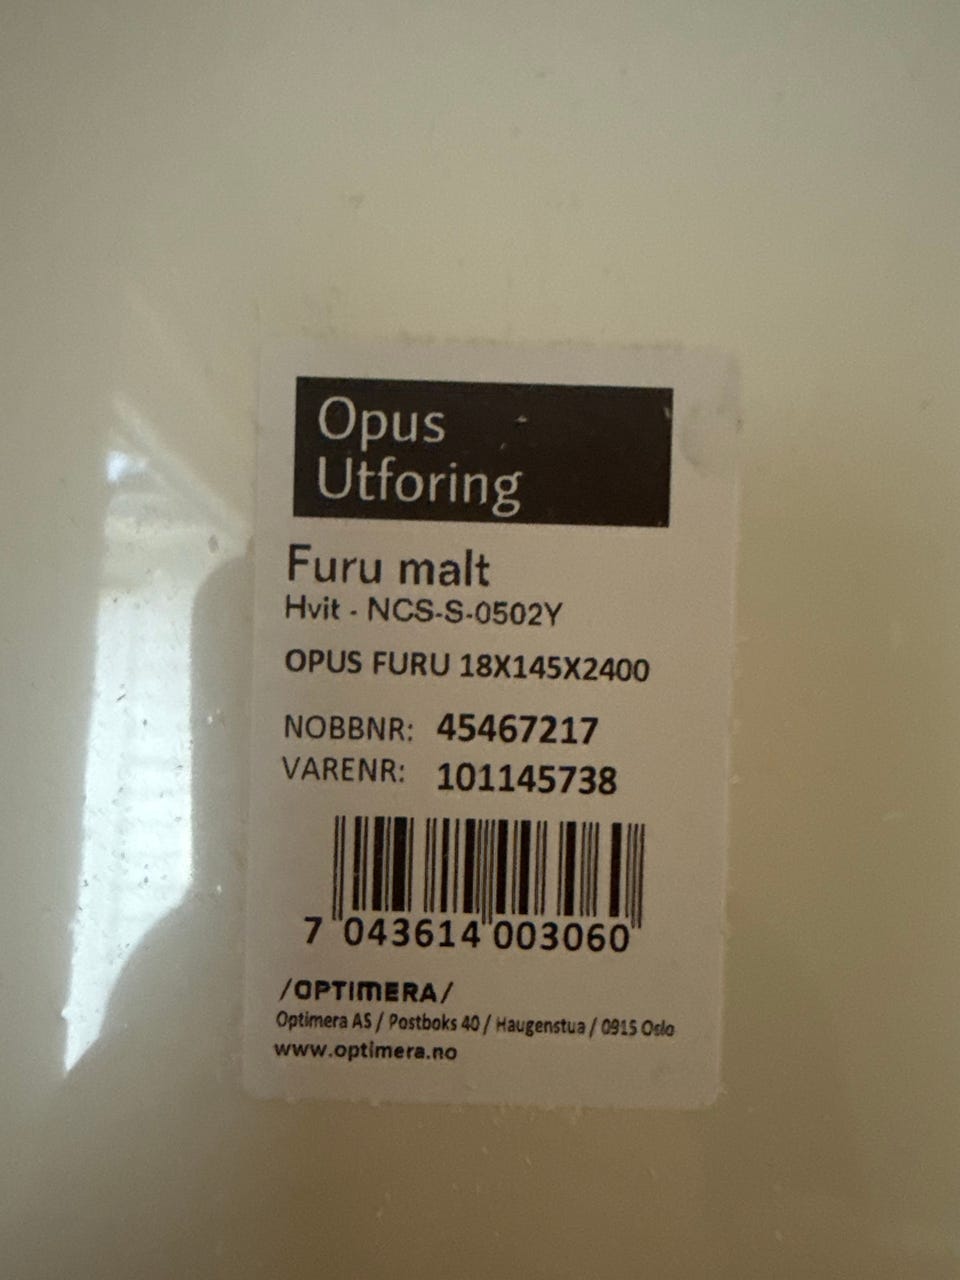 Opus
Utforing
Furu malt
Hvit - NCS-S-0502Y
OPUS FURU 18X145X2400
NOBBNR: 45467217
VARENR: 101145738
7 043614 003060
/OPTIMERA/
Optimera AS / Postboks 40 / Haugenstua / 0915 Oslo
www.optimera.no